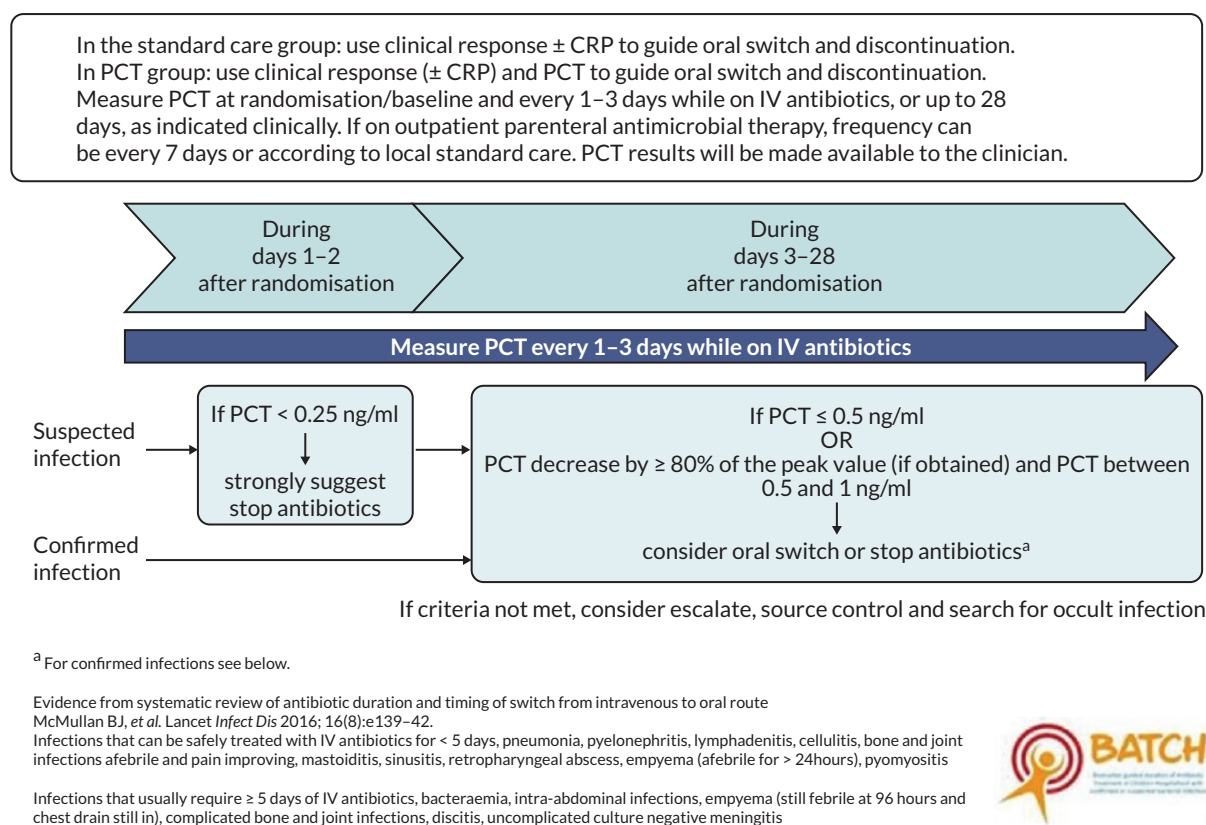 In the standard care group: use clinical response ± CRP to guide oral switch and discontinuation.
In PCT group: use clinical response (± CRP) and PCT to guide oral switch and discontinuation.
Measure PCT at randomisation/baseline and every 1–3 days while on IV antibiotics, or up to 28
days, as indicated clinically. If on outpatient parenteral antimicrobial therapy, frequency can
be every 7 days or according to local standard care. PCT results will be made available to the clinician.
During
days 1–2
after randomisation
During
days 3–28
after randomisation
Measure PCT every 1–3 days while on IV antibiotics
Suspected
infection
If PCT < 0.25 ng/ml
strongly suggest
stop antibiotics
If PCT ≤ 0.5 ng/ml
OR
PCT decrease by ≥ 80% of the peak value (if obtained) and PCT between
0.5 and 1 ng/ml
consider oral switch or stop antibioticsᵃ
Confirmed
infection
If criteria not met, consider escalate, source control and search for occult infection
ᵃ For confirmed infections see below.
Evidence from systematic review of antibiotic duration and timing of switch from intravenous to oral route
McMullan BJ, et al. Lancet Infect Dis 2016; 16(8):e139–42.
Infections that can be safely treated with IV antibiotics for < 5 days, pneumonia, pyelonephritis, lymphadenitis, cellulitis, bone and joint
infections afebrile and pain improving, mastoiditis, sinusitis, retropharyngeal abscess, empyema (afebrile for > 24hours), pyomyositis
Infections that usually require ≥ 5 days of IV antibiotics, bacteraemia, intra-abdominal infections, empyema (still febrile at 96 hours and
chest drain still in), complicated bone and joint infections, discitis, uncomplicated culture negative meningitis
BATCH